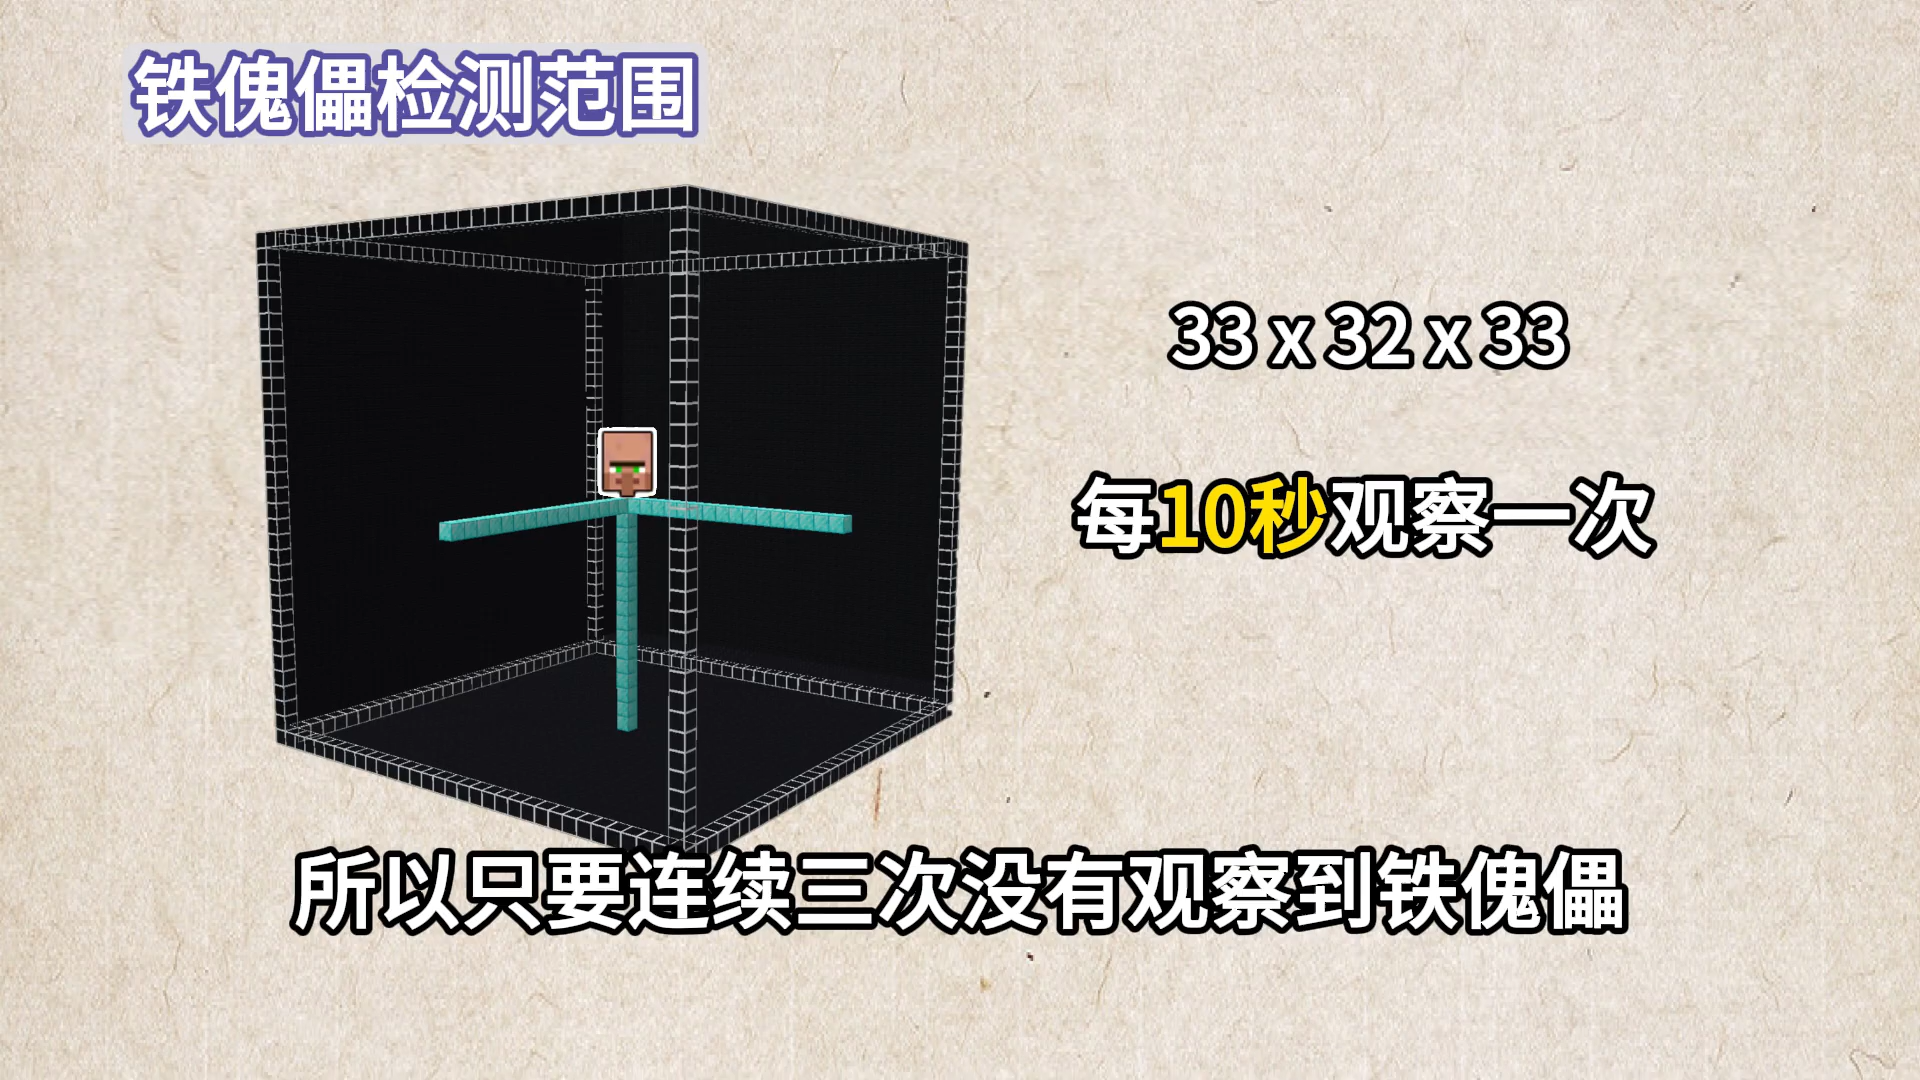 铁傀儡检测范围
33 x 32 x 33
每10秒观察一次
所以只要连续三次没有观察到铁傀儡